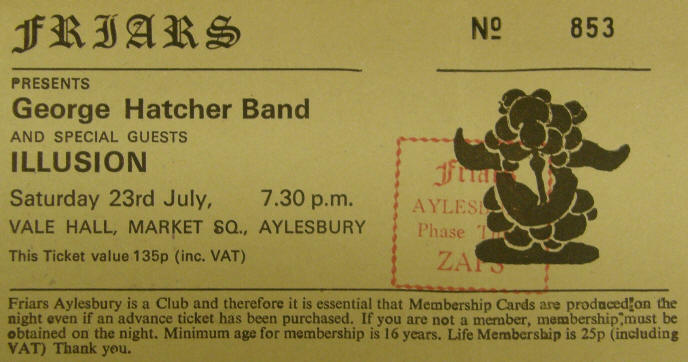 FRIARS
Nº 853
PRESENTS
George Hatcher Band
AND SPECIAL GUESTS
ILLUSION
Saturday 23rd July, 7.30 p.m.
VALE HALL, MARKET SQ., AYLESBURY
This Ticket value 135p (inc. VAT)
Friars
Phase
ZAPS
Friars Aylesbury is a Club and therefore it is essential that Membership Cards are produced on the
night even if an advance ticket has been purchased. If you are not a member, membership must be
obtained on the night. Minimum age for membership is 16 years. Life Membership is 25p (including
VAT) Thank you.